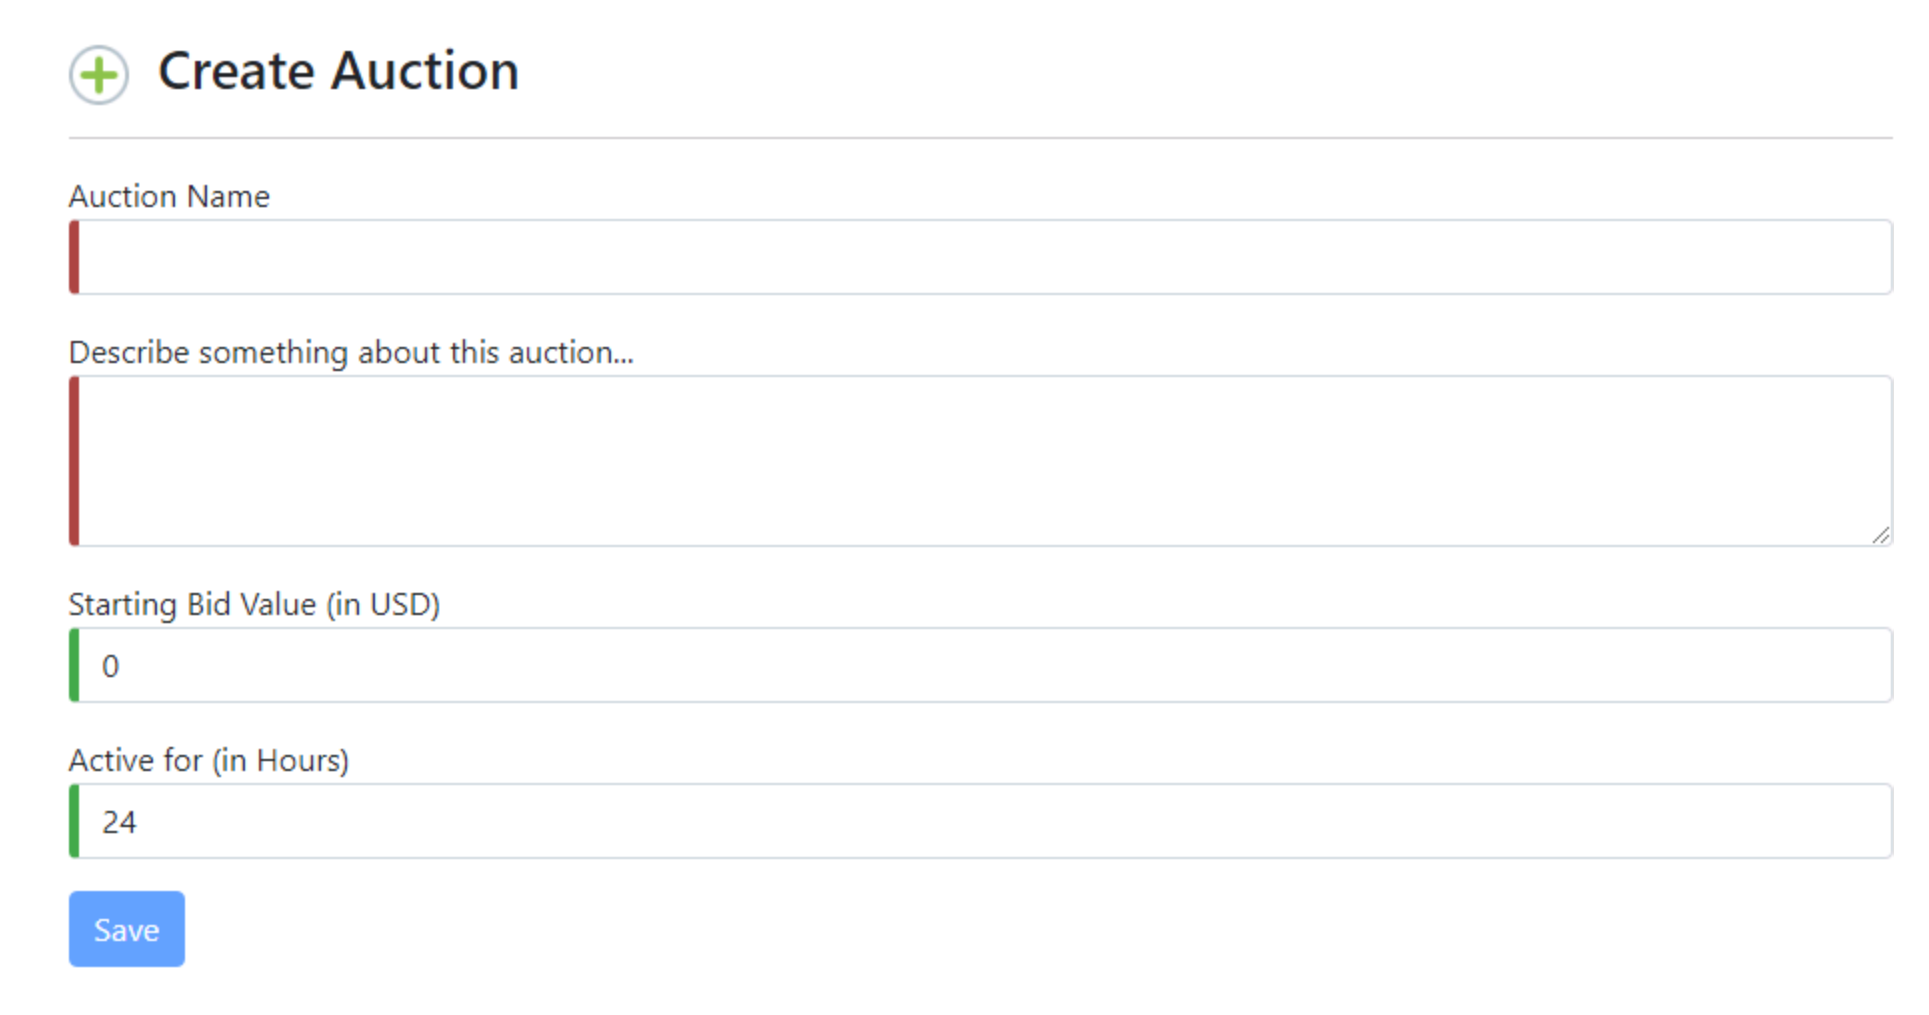 Create Auction
Auction Name
Describe something about this auction...
Starting Bid Value (in USD)
0
Active for (in Hours)
24
Save